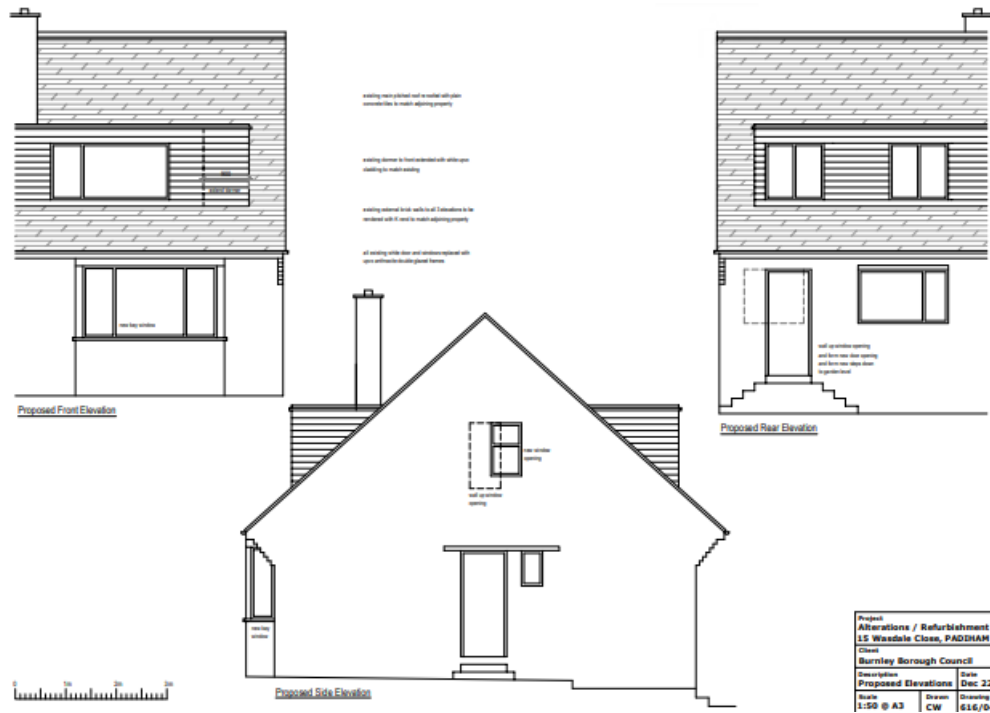 existing main pitched roof re-roofed with plain
concrete tiles to match adjoining property
existing dormer to front extended with white upvc
cladding to match existing
extend dormer
existing external brick walls to all 3 elevations to be
rendered with K rend to match adjoining property
all existing white door and windows replaced with
upvc anthracite double glazed frames
new bay window
Proposed Front Elevation
wall up window opening
and form new door opening
and form new steps down
to garden level
Proposed Rear Elevation
new window
opening
wall up window
opening
new bay
window
Proposed Side Elevation
0 1m 2m 3m
Project
Alterations / Refurbishment
15 Wasdale Close, PADIHAM
Client
Burnley Borough Council
Description Date
Proposed Elevations Dec 22
Scale Drawn Drawing
1:50 @ A3 CW 616/04